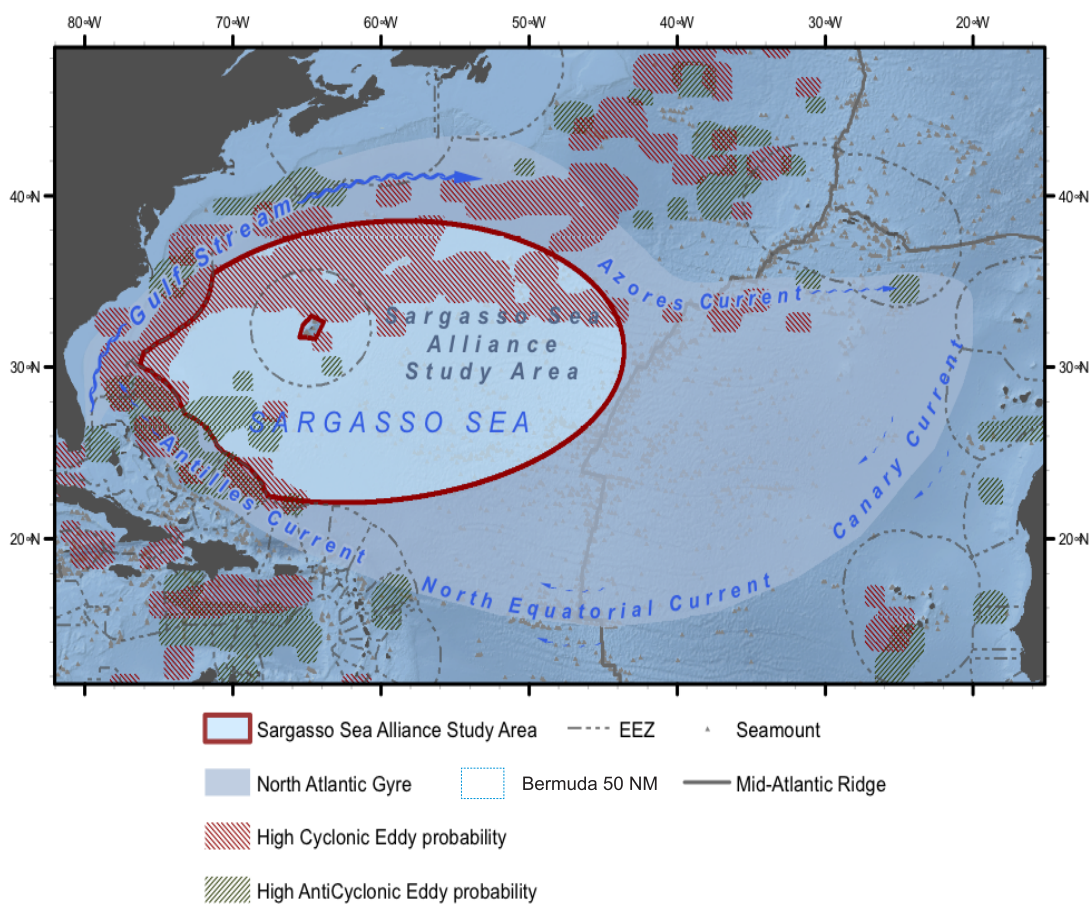 80°W 70°W 60°W 50°W 40°W 30°W 20°W
40°N 40°N
30°N 30°N
20°N 20°N
Gulf Stream
Azores Current
Sargasso Sea
Alliance
Study Area
SARGASSO SEA
Antilles Current
Canary Current
North Equatorial Current
Sargasso Sea Alliance Study Area EEZ Seamount
North Atlantic Gyre Bermuda 50 NM Mid-Atlantic Ridge
High Cyclonic Eddy probability
High AntiCyclonic Eddy probability